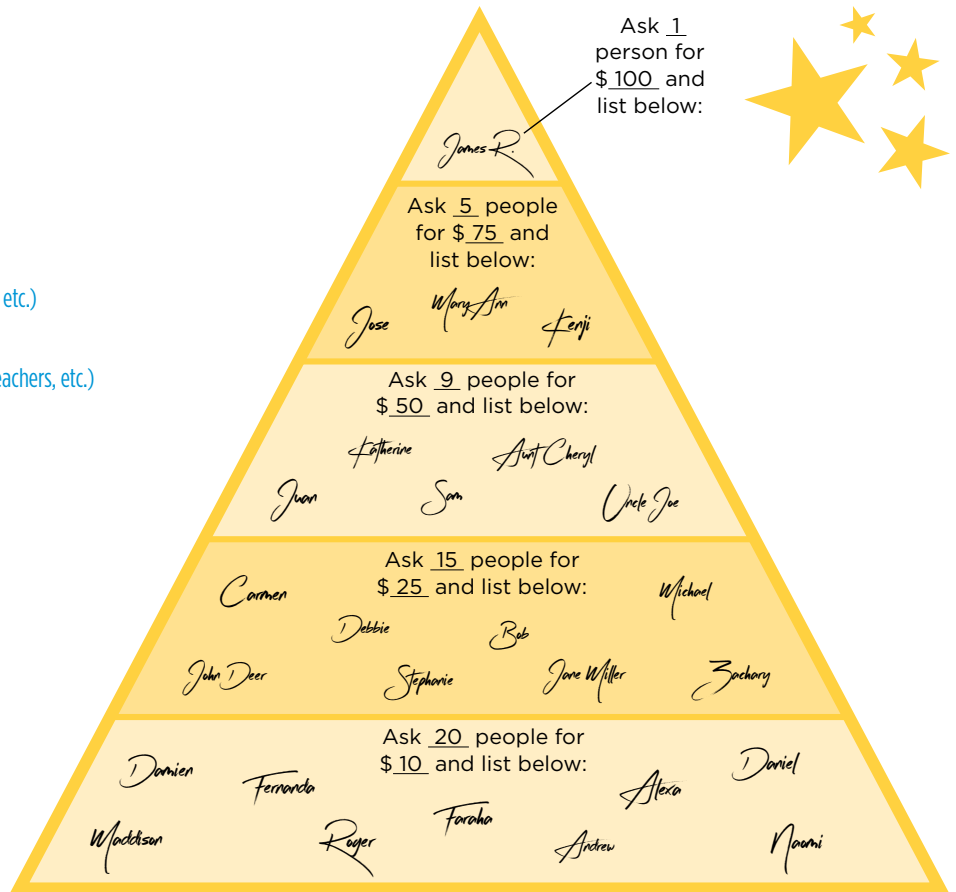 Ask 1
person for
$ 100 and
list below:
James R.
Ask 5 people
for $ 75 and
list below:
Jose
MaryAnn
Kenji
etc.)
eachers, etc.)
Ask 9 people for
$ 50 and list below:
Katherine
Aunt Cheryl
Juan
Sam
Uncle Joe
Ask 15 people for
$ 25 and list below:
Carmen
Michael
Debbie
Bob
John Deer
Stephanie
Jane Miller
Zachary
Ask 20 people for
$ 10 and list below:
Damien
Fernanda
Alexa
Daniel
Maddison
Roger
Faraha
Andrew
Naomi